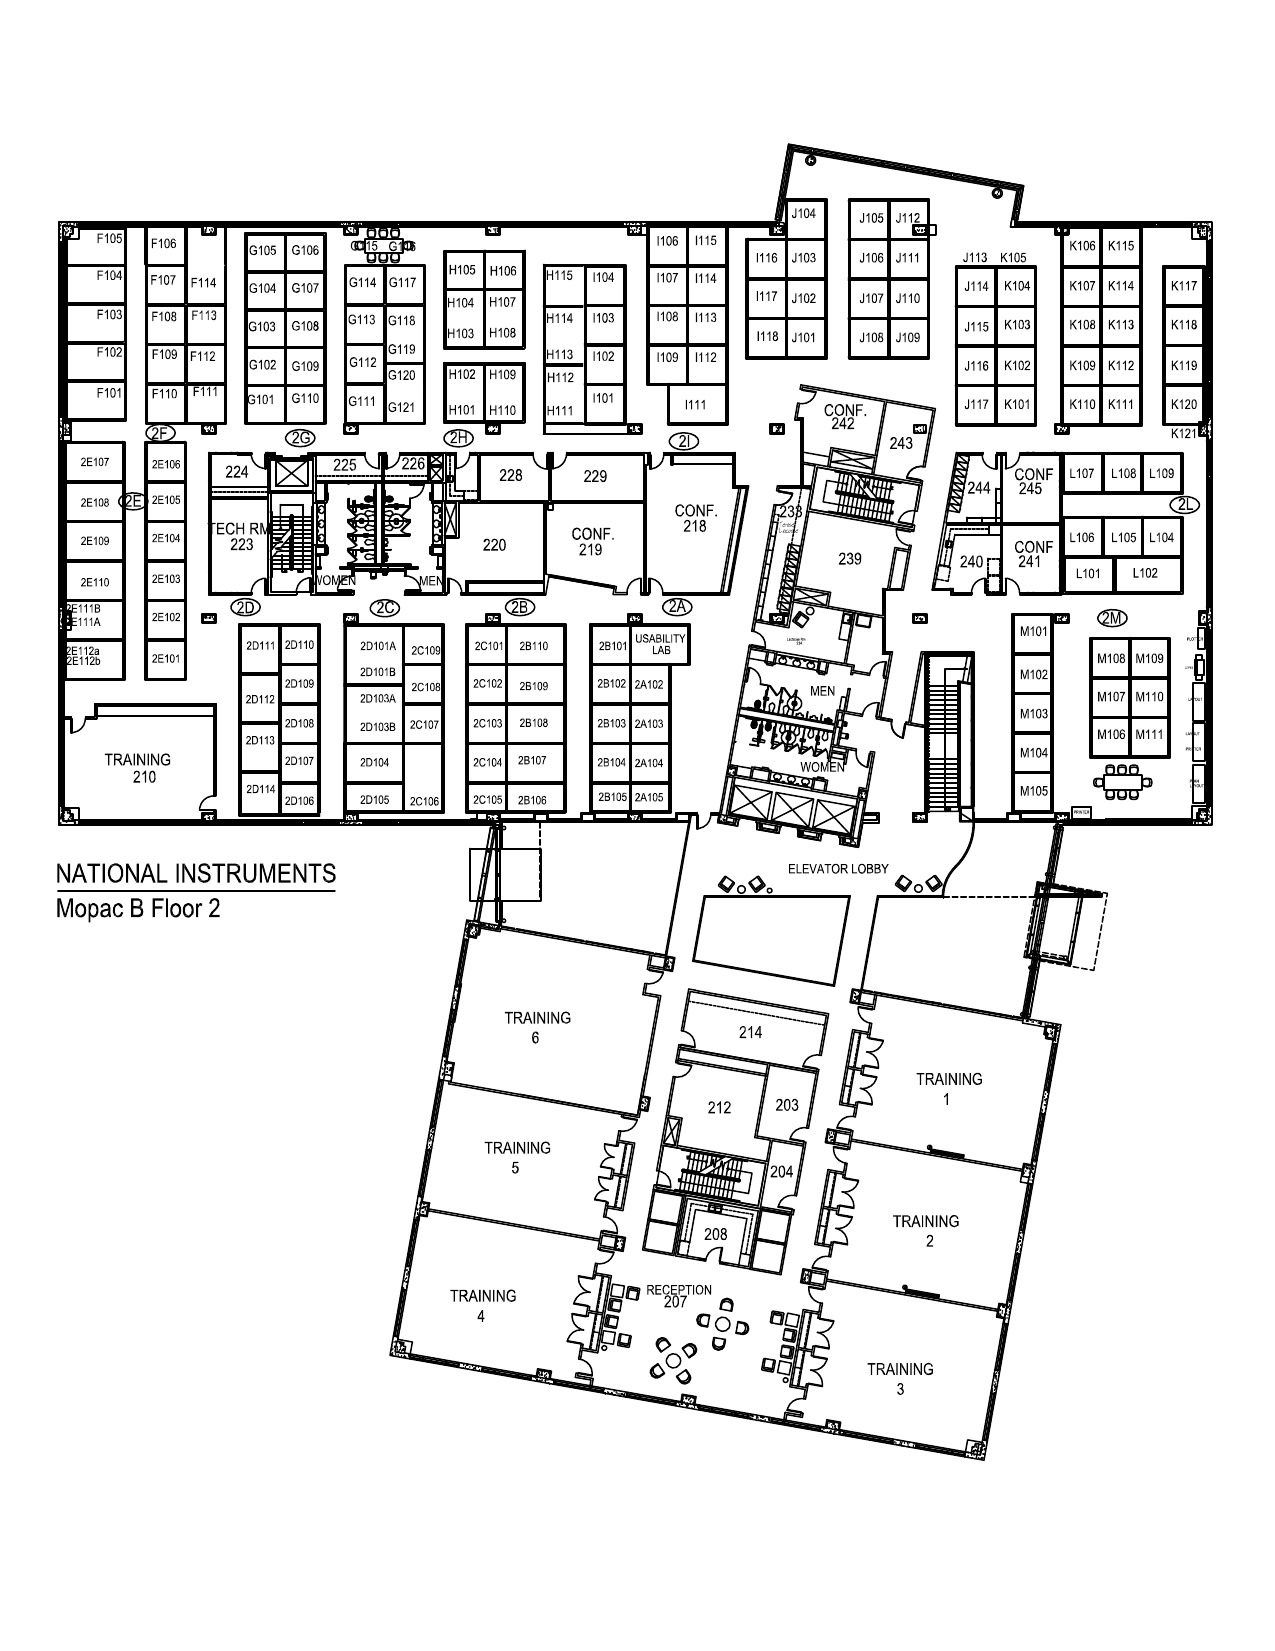 J104
J105 J112
F105
F106
G105 G106
G115 G116
H105 H106
H115
I104
I106 I115
I116 J103
J106 J111
J113 K105
K106 K115
F104
F107
F114
G104 G107
G114 G117
H104 H107
I107 I114
I117 J102
J107 J110
J114 K104
K107 K114
K117
F103
F108 F113
G103 G108
G113 G118
H103 H108
H114
I103
I108 I113
I118 J101
J108 J109
J115 K103
K108 K113
K118
F102
F109 F112
G102 G109
G112
G119
H113
I102
I109 I112
J116 K102
K109 K112
K119
F101
F110 F111
G101 G110
G111
G120
G121
H102 H109
H101 H110
H112
H111
I101
I111
J117 K101
K110 K111
K120
K121
CONF.
242
243
2F
2G
2H
2I
2E107
2E106
224
225
226
228
229
244
CONF
245
L107 L108 L109
2E108
2E
2E105
2L
TECH RM
223
CONF.
218
238
2E109
2E104
220
CONF.
219
239
240
CONF
241
L106 L105 L104
L101 L102
2E110
2E103
WOMEN
MEN
2E111B
2E111A
2E102
2D
2C
2B
2A
2M
2E112a
2E112b
2E101
2D111 2D110
2D101A
2C109
2C101 2B110
2B101
USABILITY
LAB
M101
M108 M109
2D109
2D101B
2C108
2C102 2B109
2B102 2A102
MEN
M102
2D112
2D103A
M107 M110
2D108
2D103B
2C107
2C103 2B108
2B103 2A103
M103
2D113
M106 M111
TRAINING
210
2D107
2D104
2C104 2B107
2B104 2A104
WOMEN
M104
2D114
2D106
2D105
2C106
2C105 2B106
2B105 2A105
M105
PLOTTER
LAYOUT
LAYOUT
PRINTER
PRINTER
ELEVATOR LOBBY
NATIONAL INSTRUMENTS
Mopac B Floor 2
TRAINING
6
214
TRAINING
1
212
203
TRAINING
5
204
TRAINING
2
208
RECEPTION
207
TRAINING
4
TRAINING
3